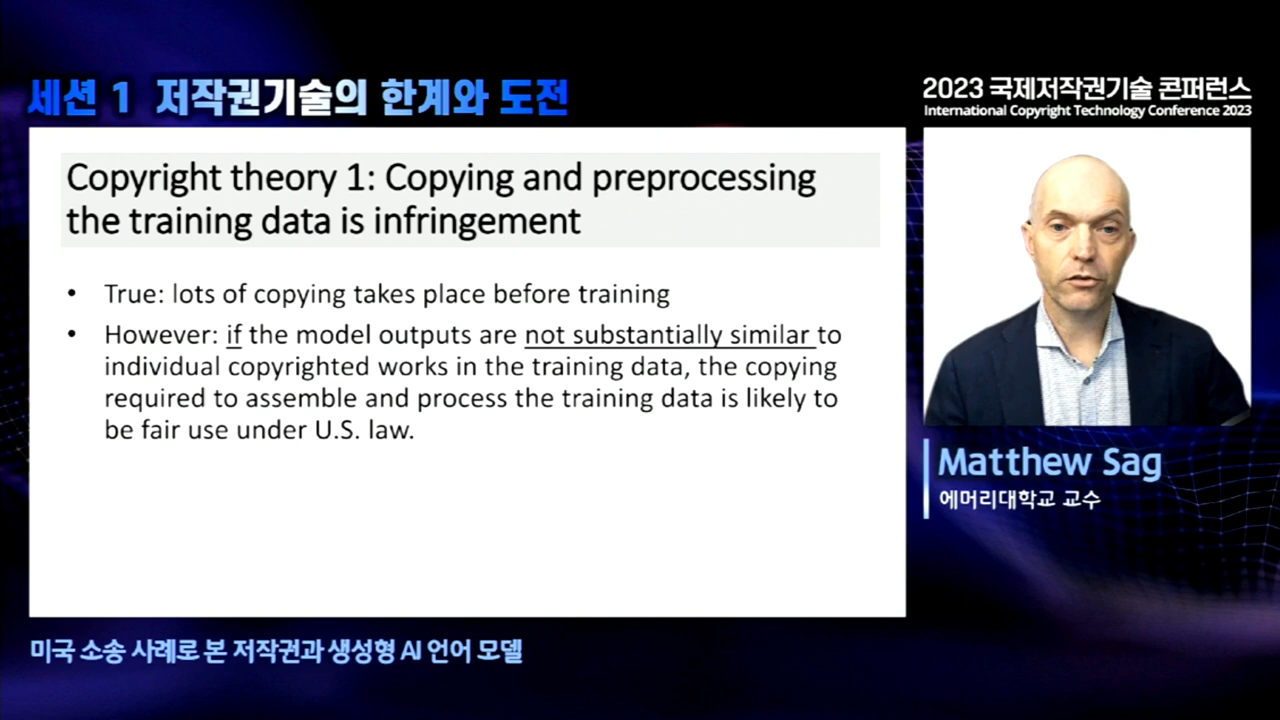 세션 1 저작권기술의 한계와 도전
2023 국제저작권기술 콘퍼런스
International Copyright Technology Conference 2023
Copyright theory 1: Copying and preprocessing
the training data is infringement
• True: lots of copying takes place before training
• However: if the model outputs are not substantially similar to
individual copyrighted works in the training data, the copying
required to assemble and process the training data is likely to
be fair use under U.S. law.
Matthew Sag
에머리대학교 교수
미국 소송 사례로 본 저작권과 생성형 AI 언어 모델